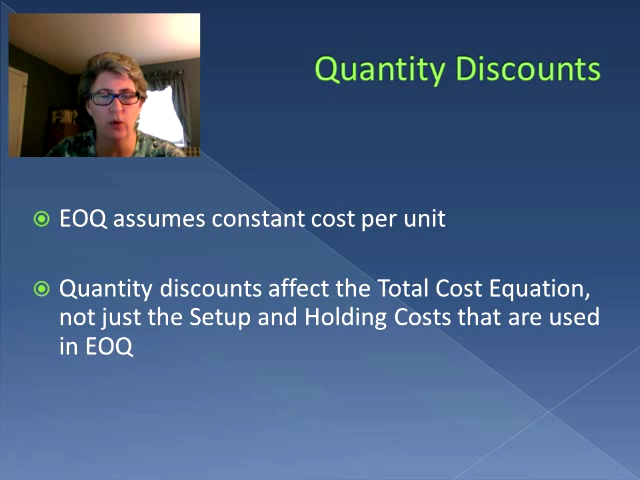 Quantity Discounts
EOQ assumes constant cost per unit
Quantity discounts affect the Total Cost Equation,
not just the Setup and Holding Costs that are used
in EOQ